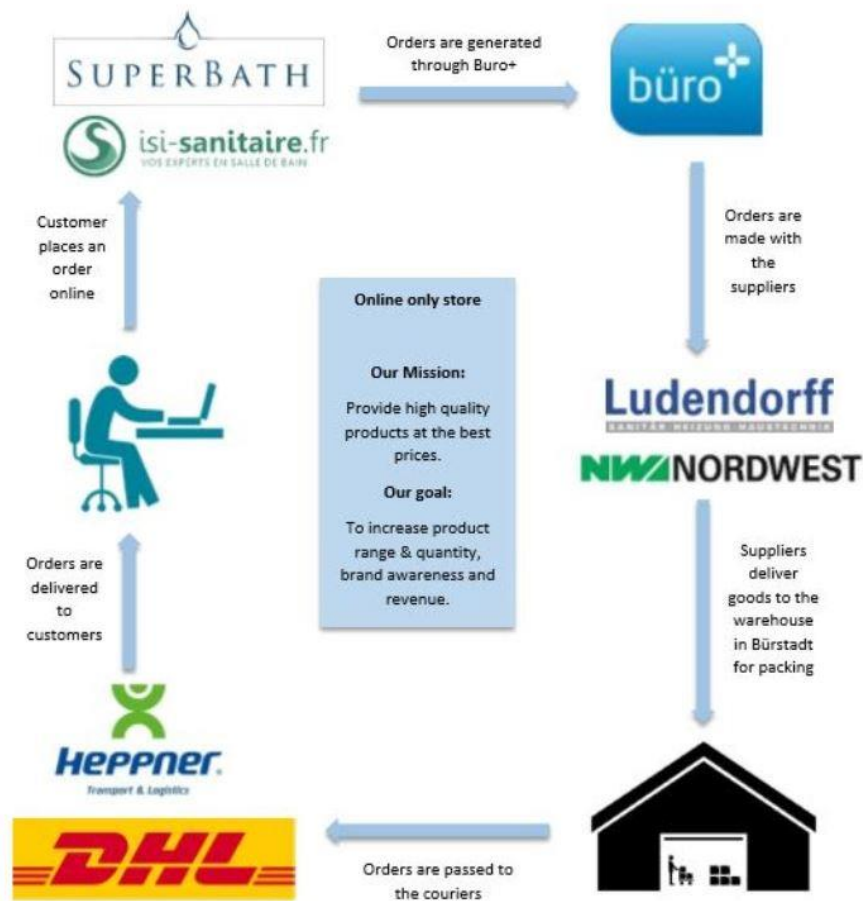 SUPERBATH
isi-sanitaire.fr
VOS EXPERTS EN SALLE DE BAIN
Orders are generated
through Buro+
büro+
Customer
places an
order
online
Orders are
made with
the
suppliers
Online only store
Our Mission:
Provide high quality
products at the best
prices.
Our goal:
To increase product
range & quantity,
brand awareness and
revenue.
Ludendorff
SANITÄR HEIZUNG HAUSTECHNIK
NW NORDWEST
Orders are
delivered
to
customers
Suppliers
deliver
goods to the
warehouse
in Bürstadt
for packing
HEPPNER.
Transport & Logistics
DHL
Orders are passed to
the couriers